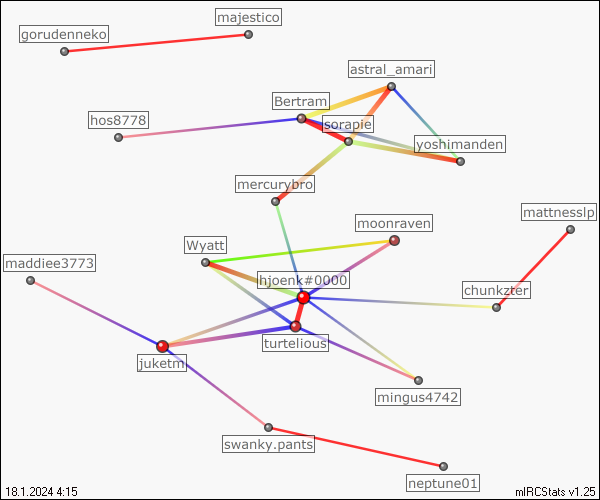 majestico
gorudenneko
astral_amari
Bertram
hos8778
sorapie
yoshimanden
mercurybro
mattnesslp
moonraven
Wyatt
maddiee3773
hjoenk#0000
chunkzter
turtelious
juketm
mingus4742
swanky.pants
neptune01
18.1.2024 4:15
mIRCStats v1.25